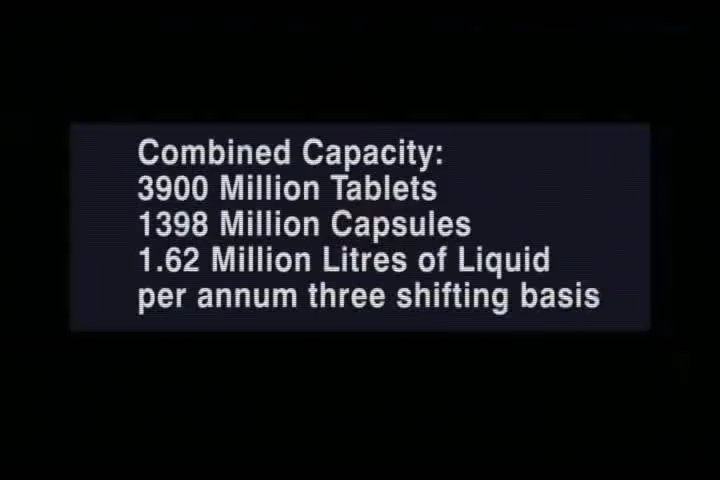 Combined Capacity:
3900 Million Tablets
1398 Million Capsules
1.62 Million Litres of Liquid
per annum three shifting basis